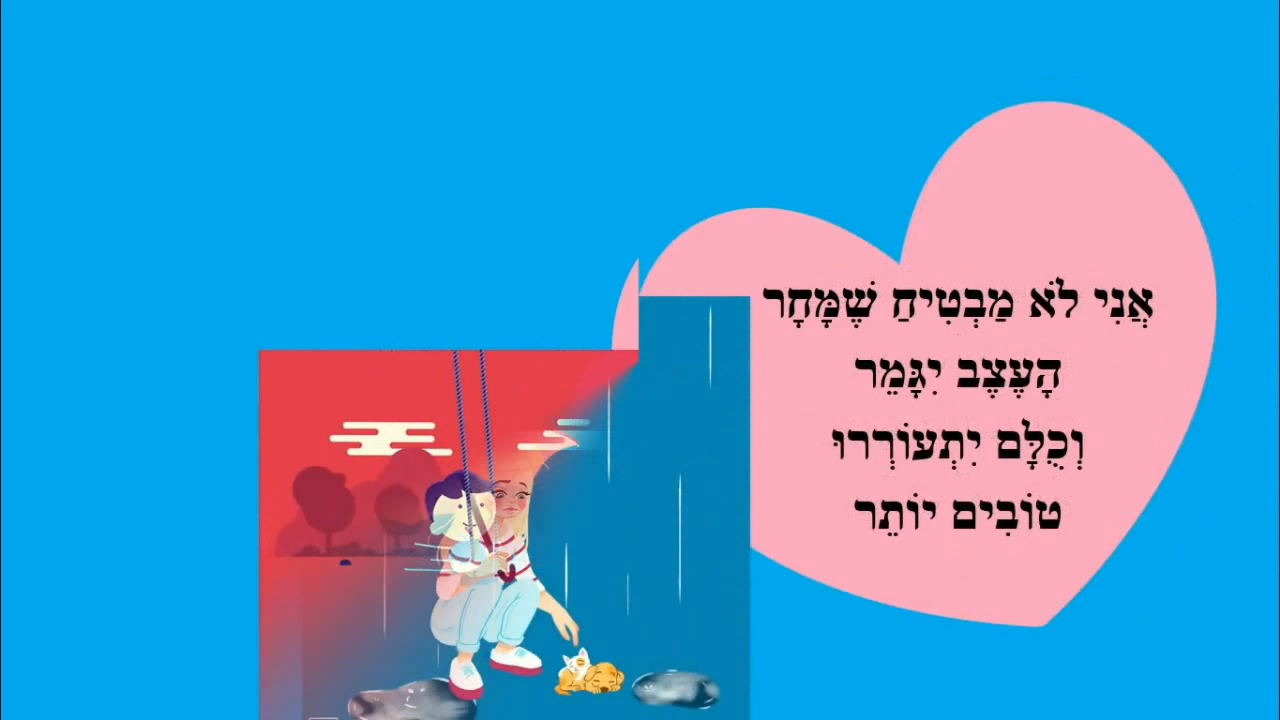 אֲנִי לֹא מַבְטִיחַ שֶׁמָּחָר
הָעֶצֶב יִגָּמֵר
וְכֻלָּם יִתְעוֹרְרוּ
טוֹבִים יוֹתֵר